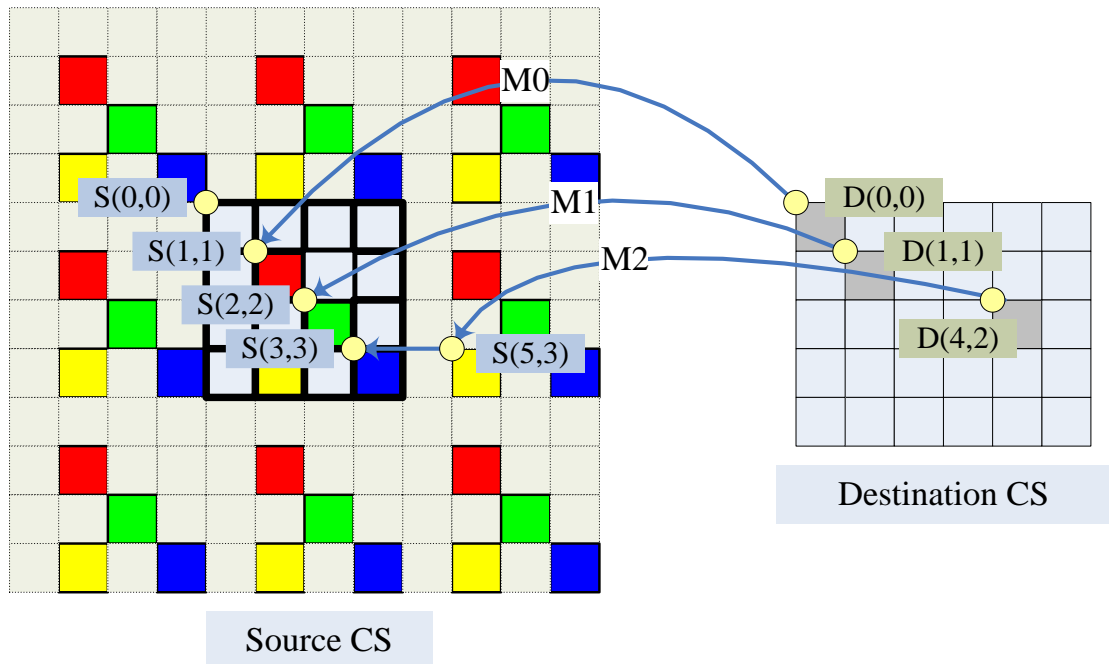 M0
S(0,0)
D(0,0)
M1
S(1,1)
D(1,1)
M2
S(2,2)
D(4,2)
S(3,3)
S(5,3)
Destination CS
Source CS